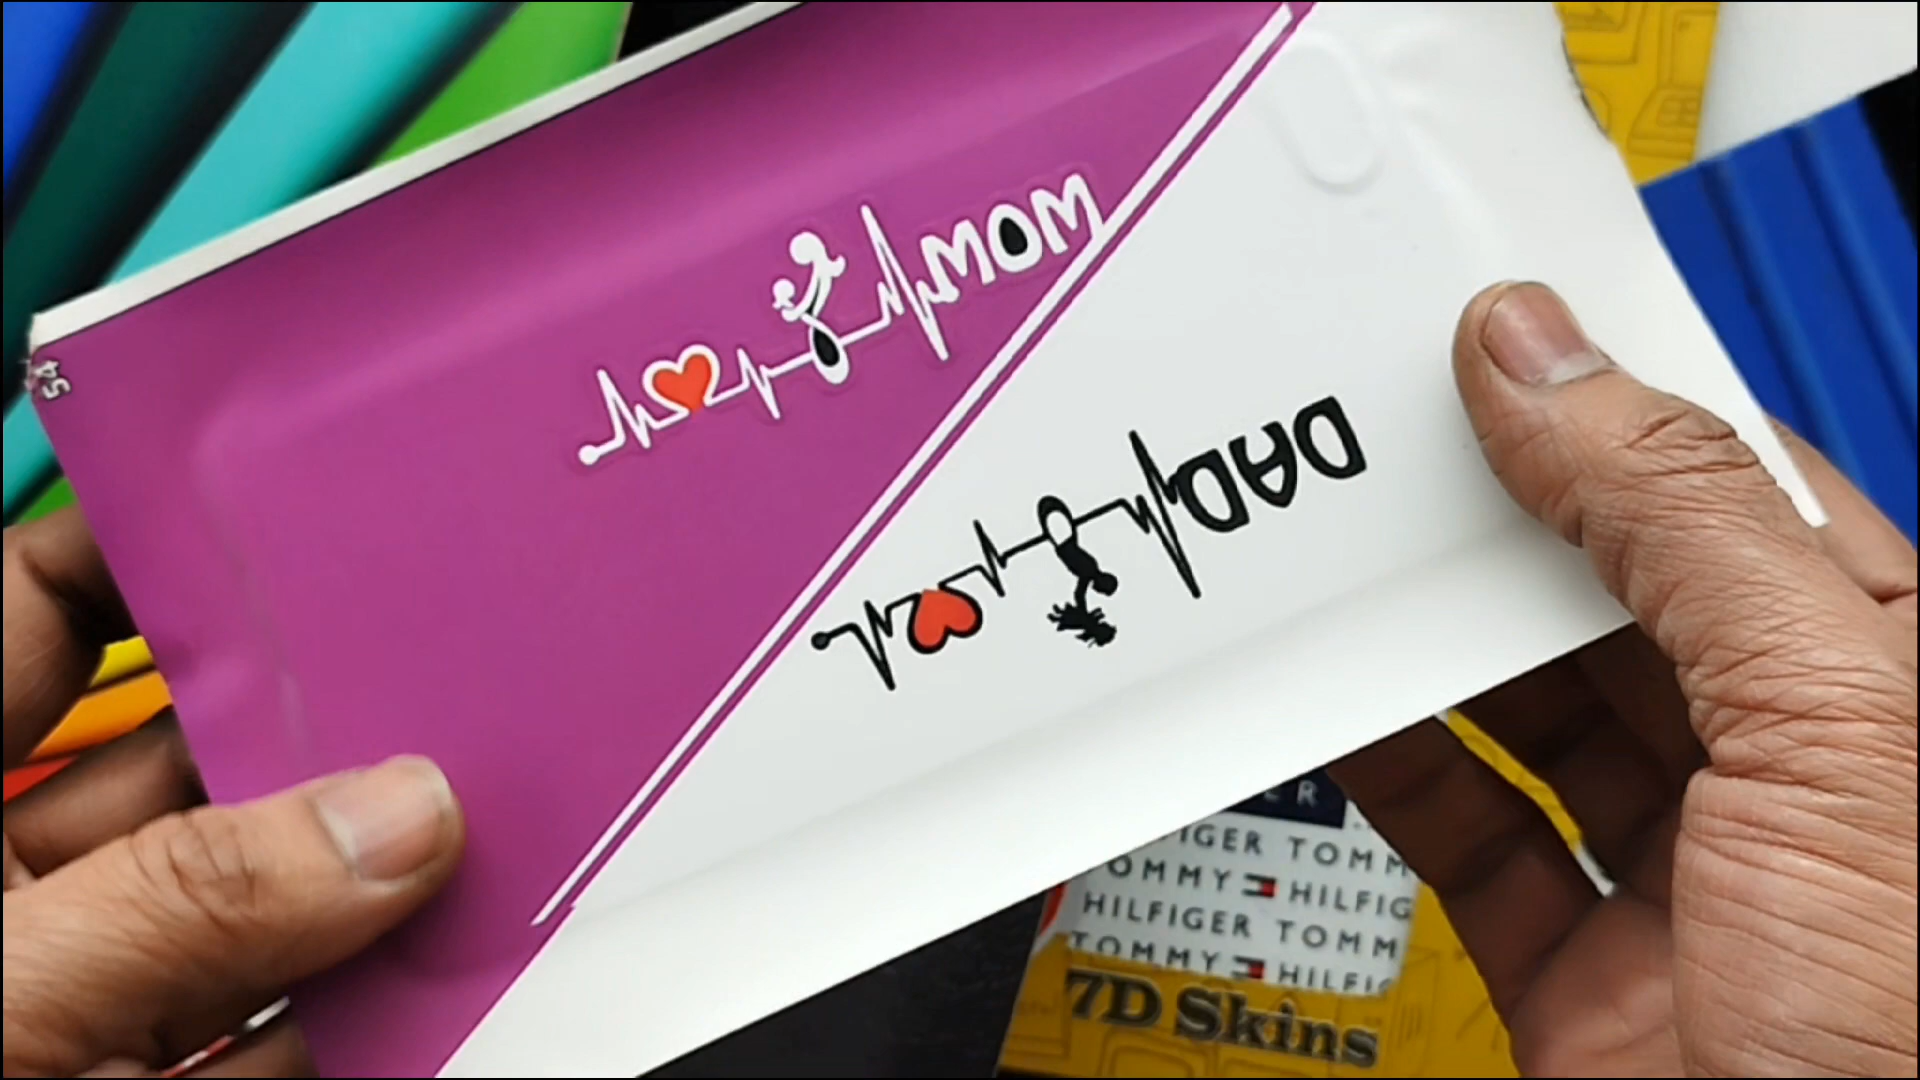 54
MOM
DAD
ER
IGER TOMM
OMMY HILFIG
HILFIGER TOMM
TOMMY HILFIG
7D Skins